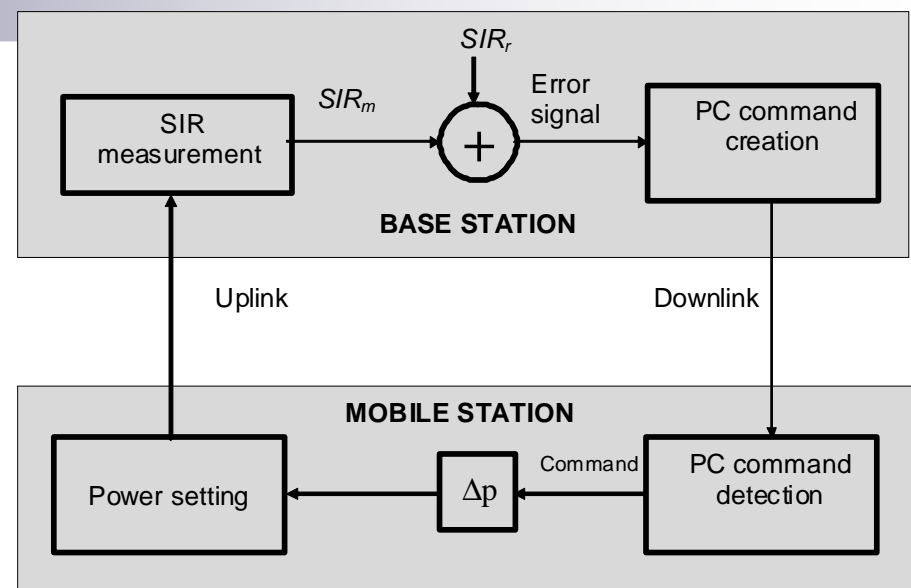 SIRr
SIRm
Error
signal
SIR
measurement
+
PC command
creation
BASE STATION
Uplink
Downlink
MOBILE STATION
Power setting
Δp
Command
PC command
detection